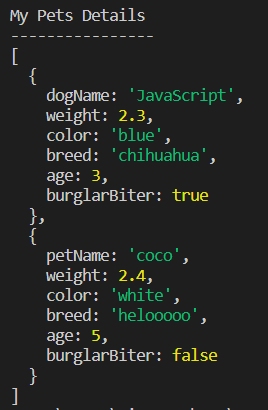 My Pets Details
----------------
[
  {
    dogName: 'JavaScript',
    weight: 2.3,
    color: 'blue',
    breed: 'chihuahua',
    age: 3,
    burglarBiter: true
  },
  {
    petName: 'coco',
    weight: 2.4,
    color: 'white',
    breed: 'helooooo',
    age: 5,
    burglarBiter: false
  }
]